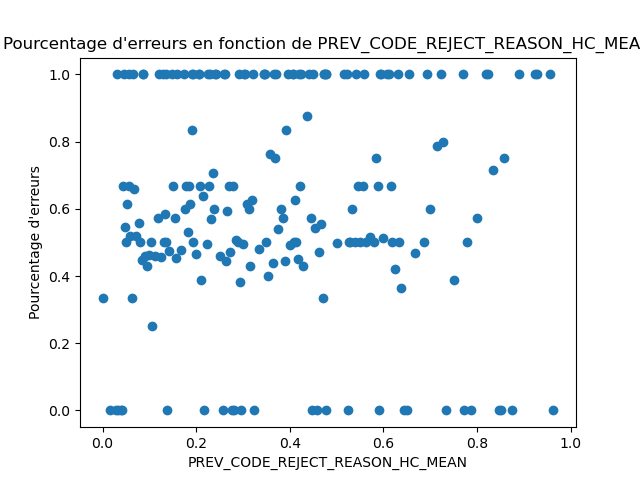 Pourcentage d'erreurs en fonction de PREV_CODE_REJECT_REASON_HC_MEA
1.0
0.8
0.6
0.4
0.2
0.0
Pourcentage d'erreurs
0.0 0.2 0.4 0.6 0.8 1.0
PREV_CODE_REJECT_REASON_HC_MEAN